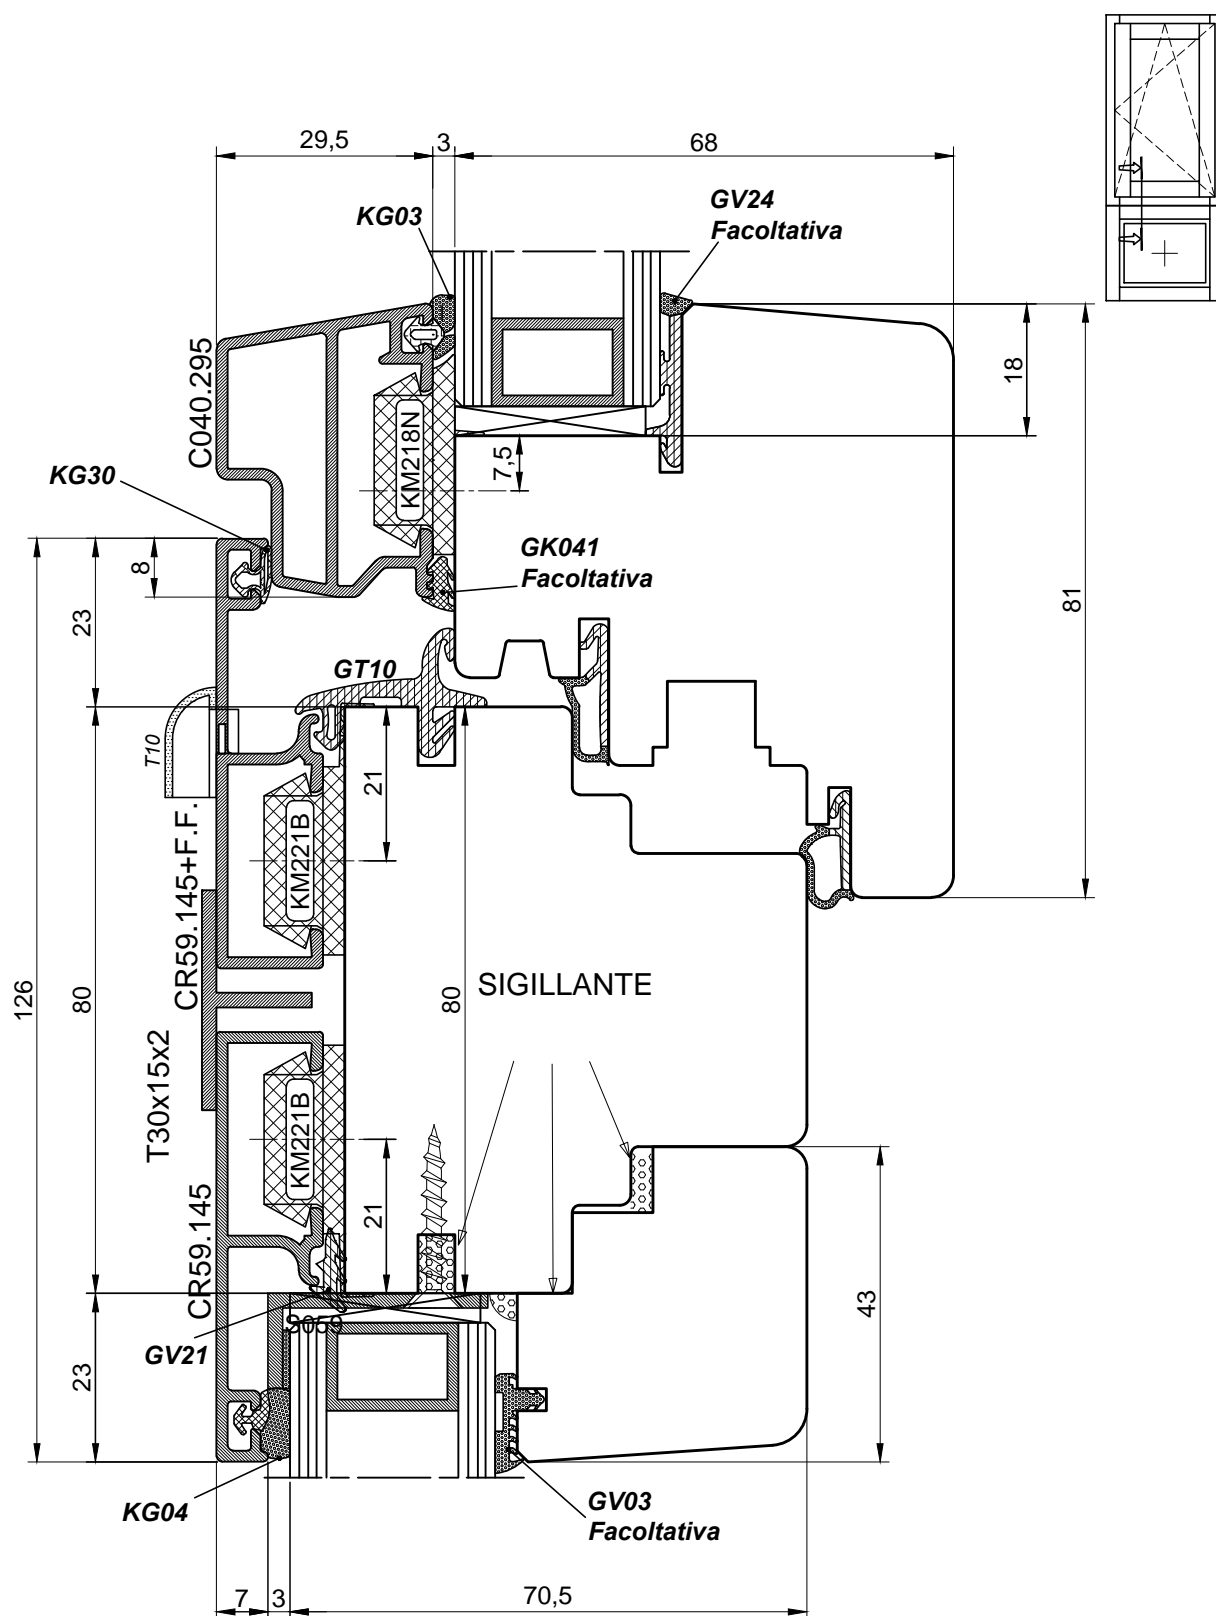 29,5
3
68
KG03
GV24
Facoltativa
C040.295
KM218N
18
7,5
KG30
8
GK041
Facoltativa
81
23
GT10
T10
21
KM221B
CR59.145+F.F.
126
80
80
SIGILLANTE
T30x15x2
KM221B
21
CR59.145
43
S059
GV21
23
KG04
GV03
Facoltativa
7
3
70,5